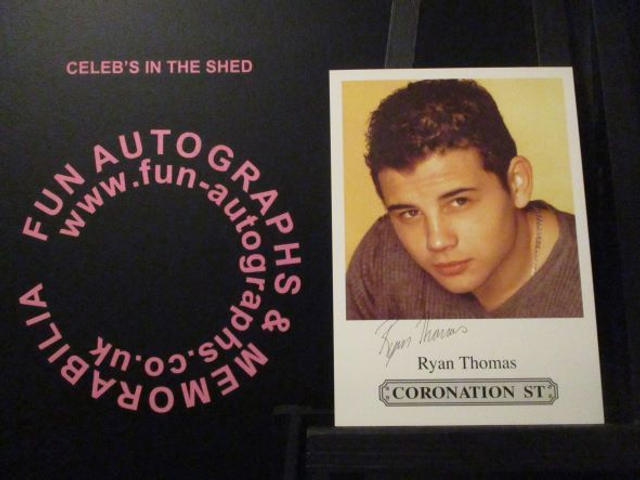 CELEB'S IN THE SHED
FUN AUTOGRAPHS & MEMORABILIA
www.fun-autographs.co.uk
Ryan Thomas
Ryan Thomas
CORONATION ST.